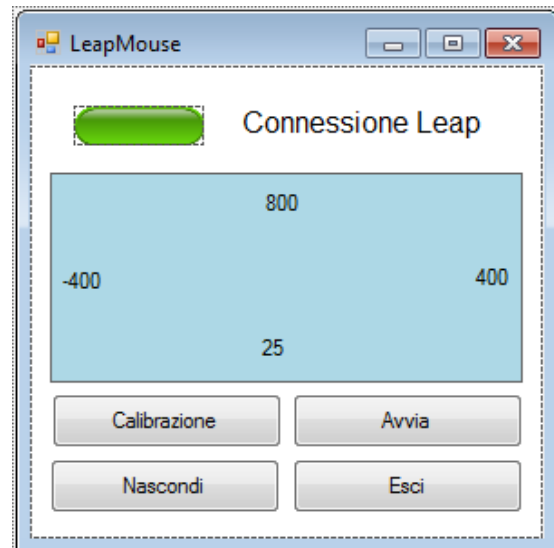 LeapMouse
Connessione Leap
800
-400 400
25
Calibrazione Avvia
Nascondi Esci